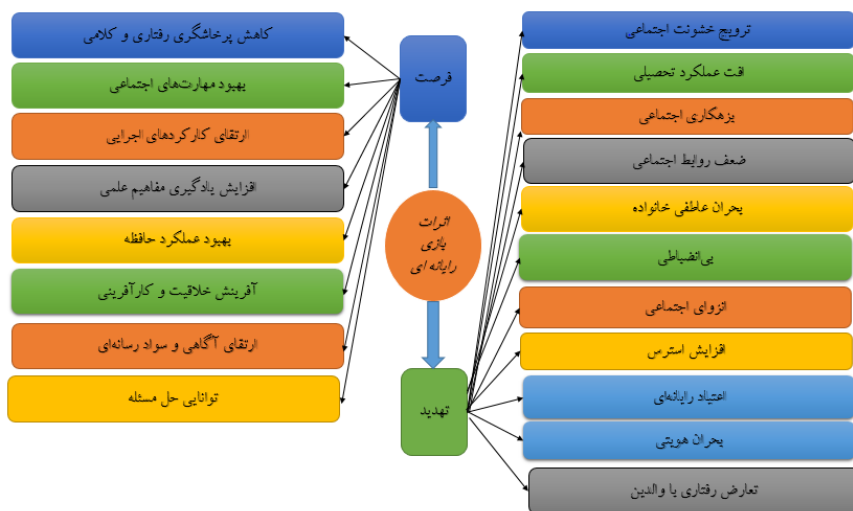 ترویج خشونت اجتماعی
افت عملکرد تحصیلی
بزهکاری اجتماعی
ضعف روابط اجتماعی
بحران عاطفی خانواده
بی‌انضباطی
انزوای اجتماعی
افزایش استرس
اعتیاد رایانه‌ای
بحران هویتی
تعارض رفتاری با والدین
فرصت
اثرات
بازی
رایانه ای
تهدید
کاهش پرخاشگری رفتاری و کلامی
بهبود مهارت‌های اجتماعی
ارتقای کارکردهای اجرایی
افزایش یادگیری مفاهیم علمی
بهبود عملکرد حافظه
آفرینش خلاقیت و کارآفرینی
ارتقای آگاهی و سواد رسانه‌ای
توانایی حل مسئله